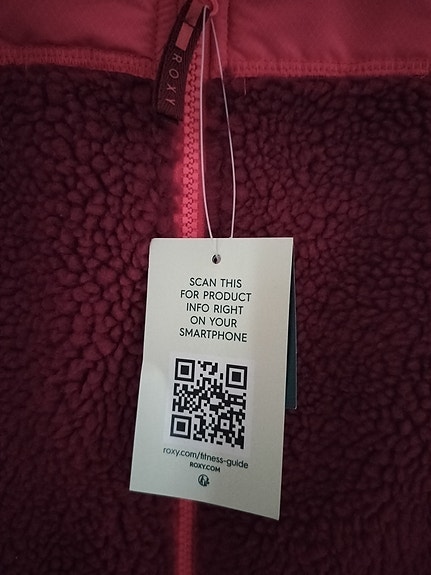 ROXY
SCAN THIS
FOR PRODUCT
INFO RIGHT
ON YOUR
SMARTPHONE
roxy.com/fitness-guide
ROXY.COM